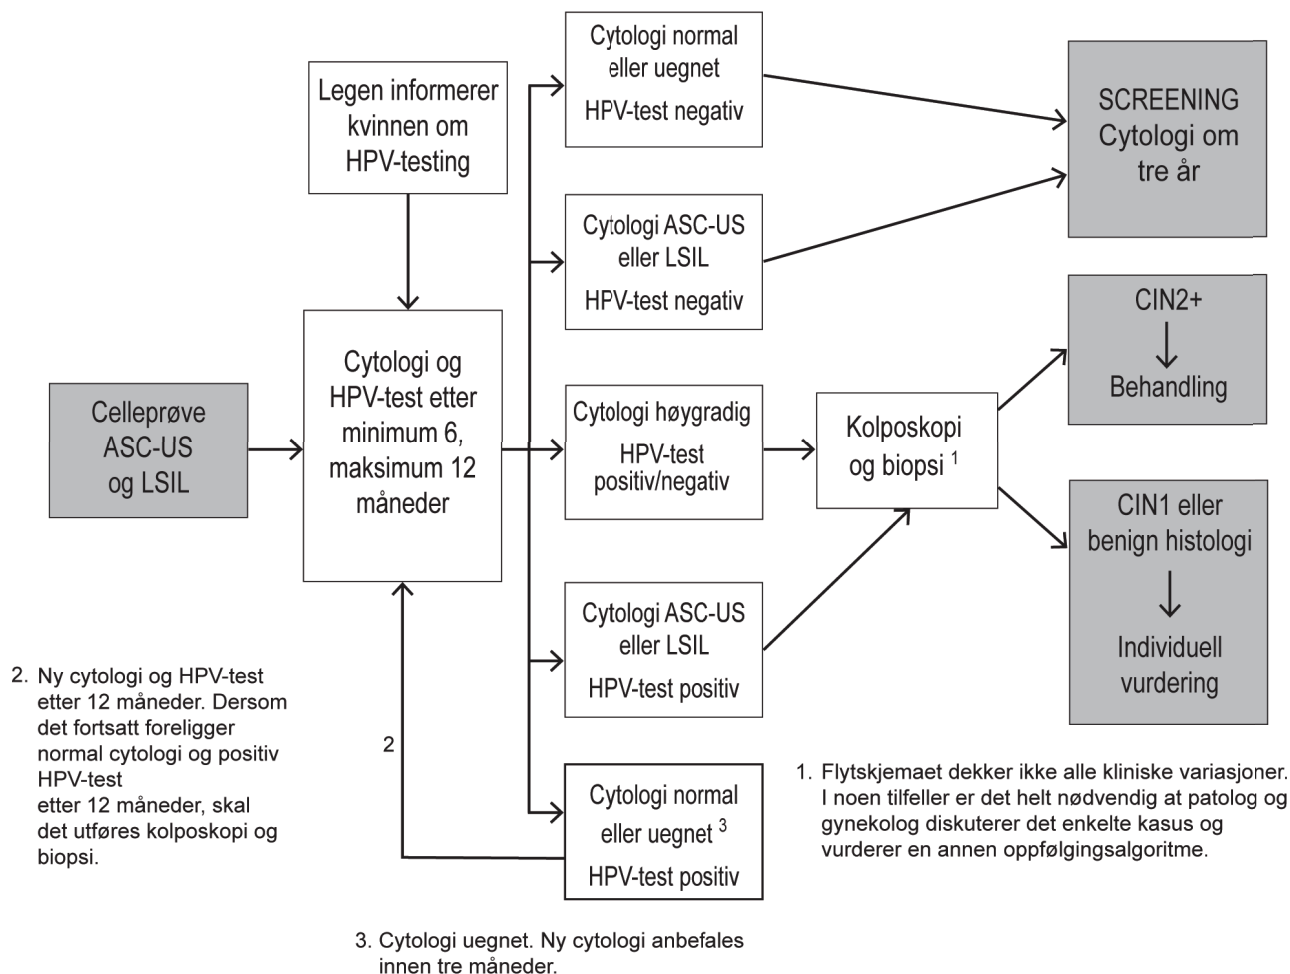 Legen informerer
kvinnen om
HPV-testing
Celleprøve
ASC-US
og LSIL
Cytologi og
HPV-test etter
minimum 6,
maksimum 12
måneder
Cytologi normal
eller uegnet
HPV-test negativ
Cytologi ASC-US
eller LSIL
HPV-test negativ
Cytologi høygradig
HPV-test
positiv/negativ
Cytologi ASC-US
eller LSIL
HPV-test positiv
Cytologi normal
eller uegnet 3
HPV-test positiv
2
Kolposkopi
og biopsi 1
SCREENING
Cytologi om
tre år
CIN2+
Behandling
CIN1 eller
benign histologi
Individuell
vurdering
2. Ny cytologi og HPV-test
etter 12 måneder. Dersom
det fortsatt foreligger
normal cytologi og positiv
HPV-test
etter 12 måneder, skal
det utføres kolposkopi og
biopsi.
1. Flytskjemaet dekker ikke alle kliniske variasjoner.
I noen tilfeller er det helt nødvendig at patolog og
gynekolog diskuterer det enkelte kasus og
vurderer en annen oppfølgingsalgoritme.
3. Cytologi uegnet. Ny cytologi anbefales
innen tre måneder.